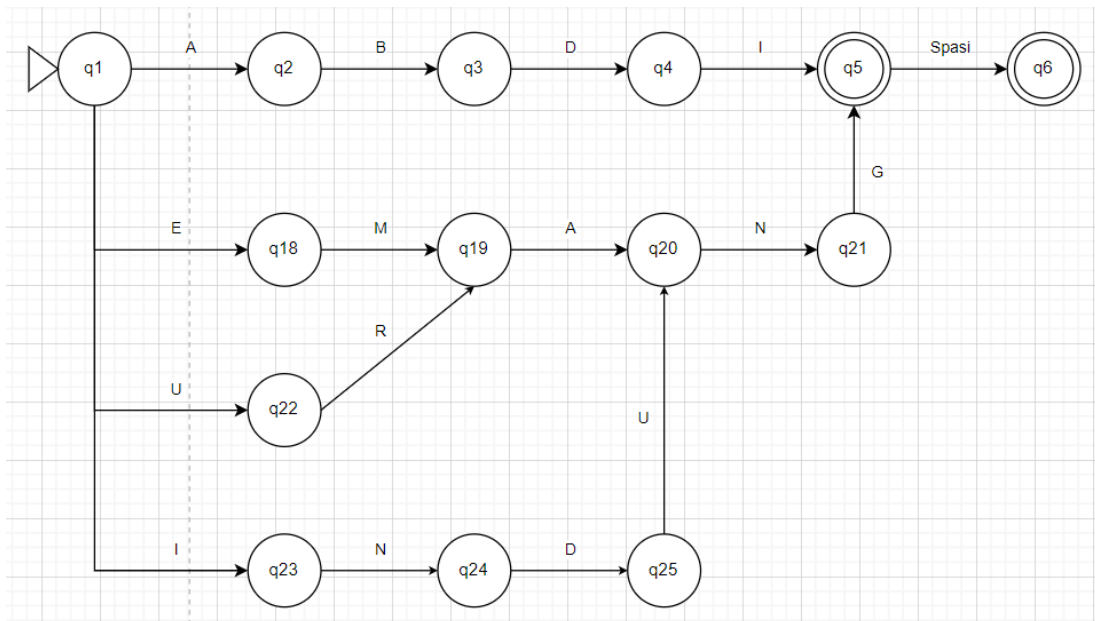 A B D I Spasi
q1 q2 q3 q4 q5 q6
G
E M A N
q18 q19 q20 q21
R
U
q22
U
I N D
q23 q24 q25